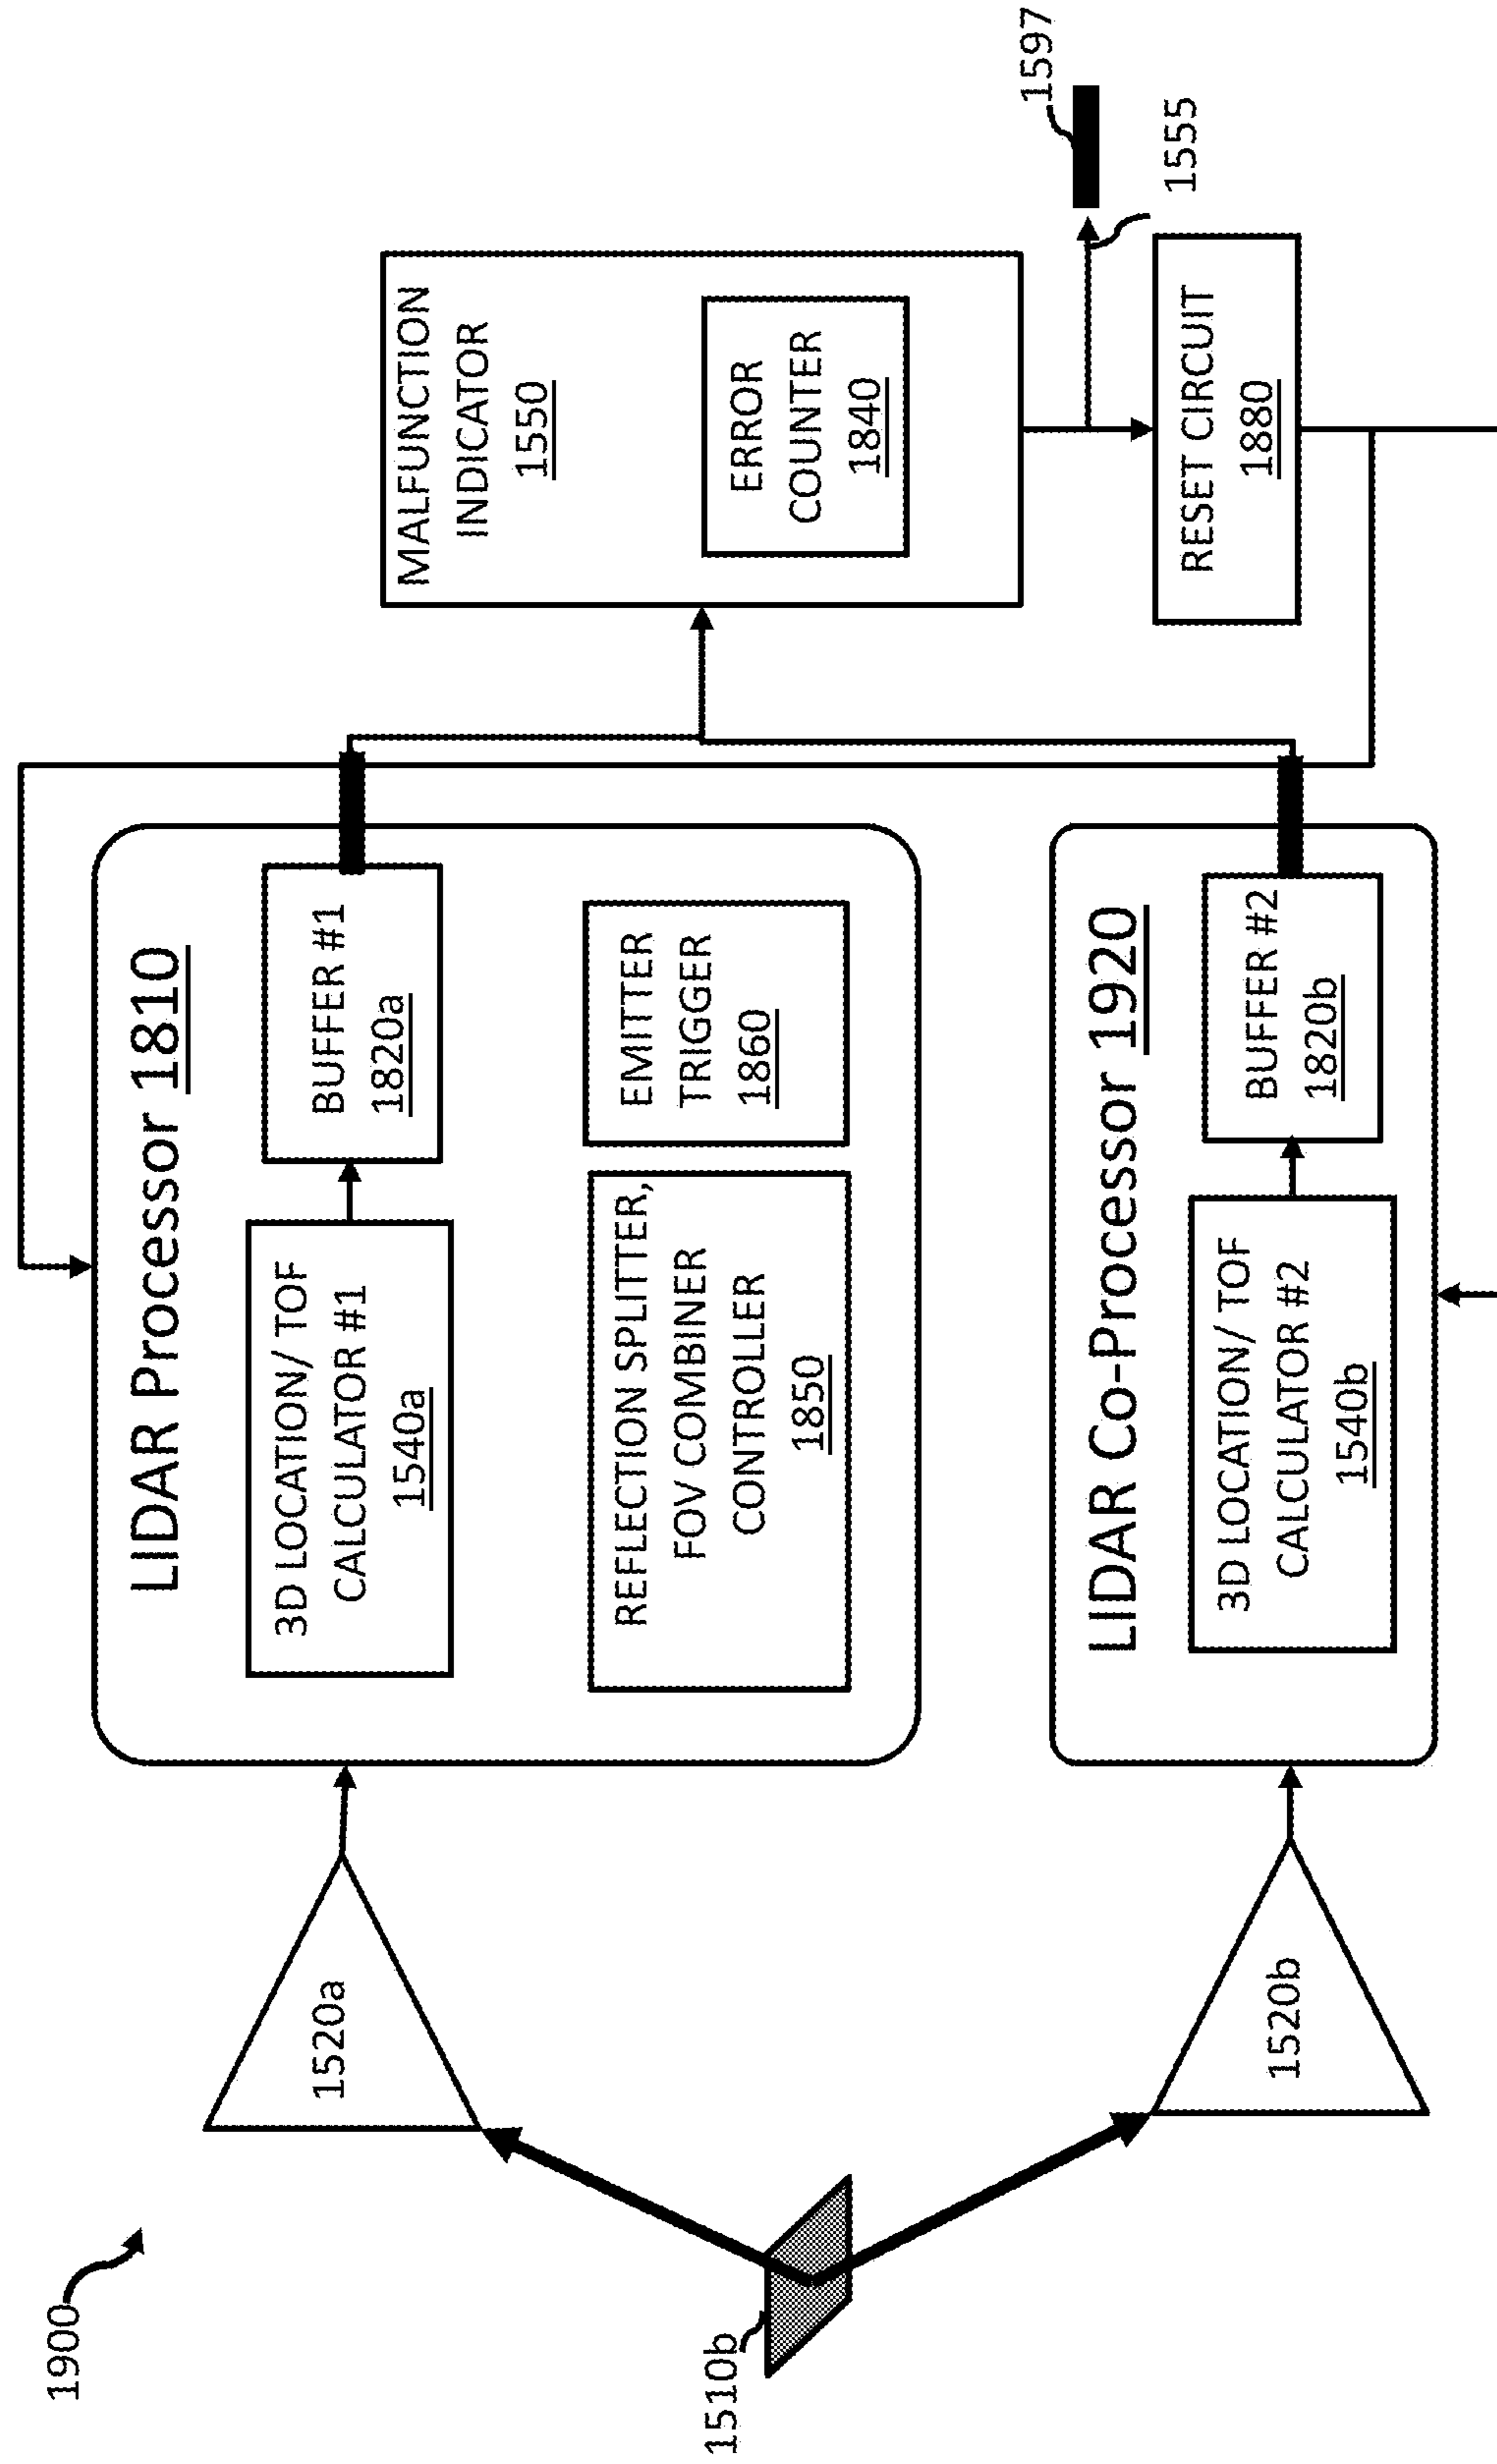 1900
1510b
1520a
1520b
LIDAR Processor 1810
3D LOCATION/ TOF
CALCULATOR #1
1540a
BUFFER #1
1820a
REFLECTION SPLITTER,
FOV COMBINER
CONTROLLER
1850
EMITTER
TRIGGER
1860
LIDAR Co-Processor 1920
3D LOCATION/ TOF
CALCULATOR #2
1540b
BUFFER #2
1820b
MALFUNCTION
INDICATOR
1550
ERROR
COUNTER
1840
1597
1555
RESET CIRCUIT
1880